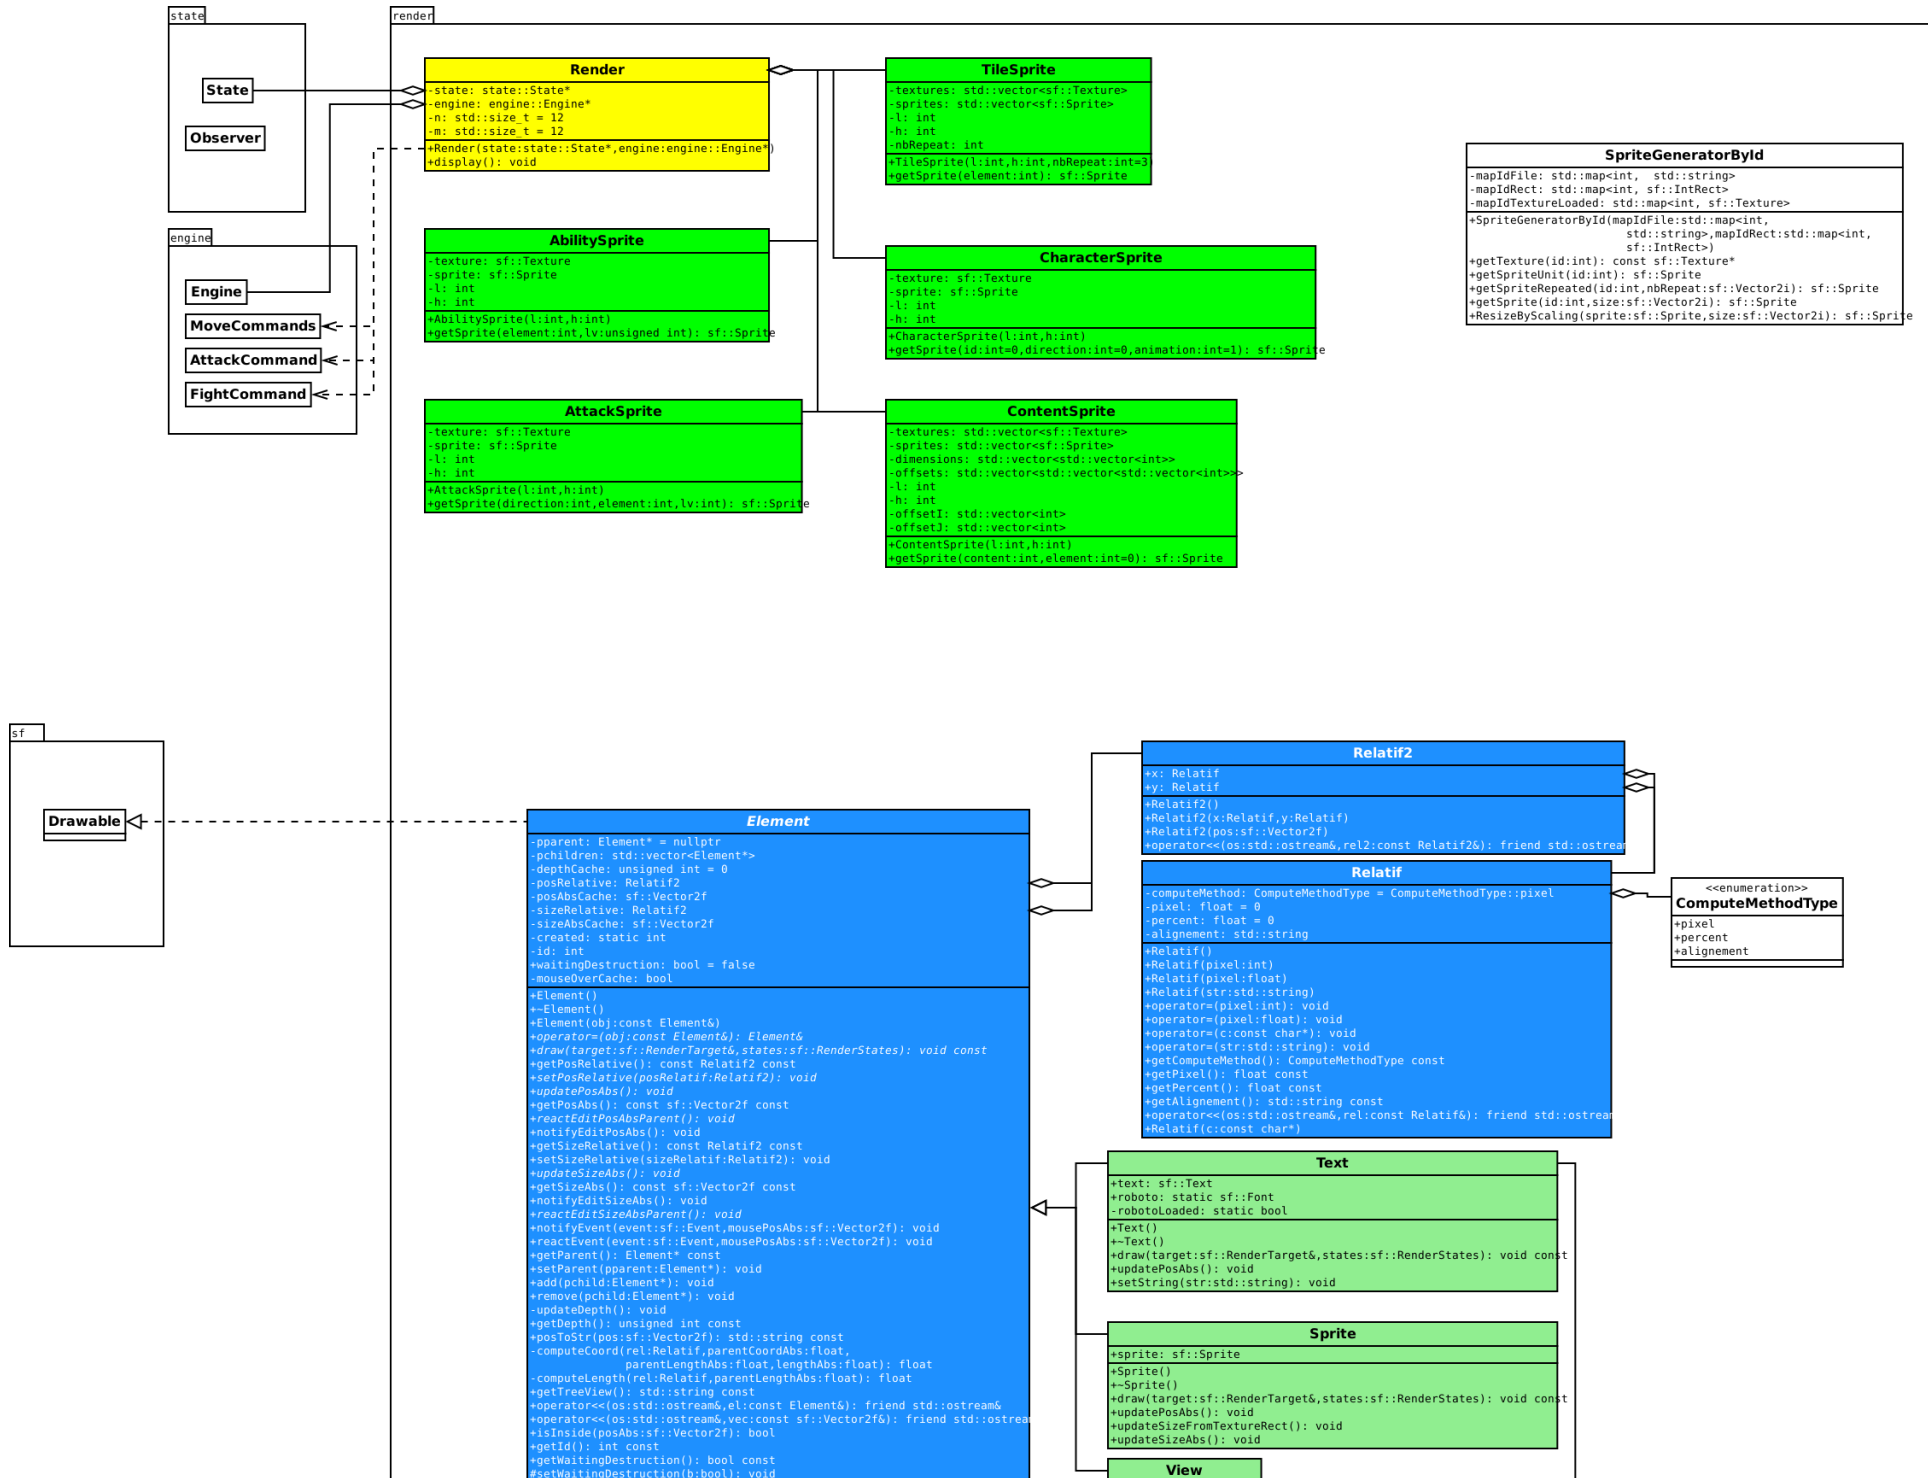 state
State
Observer
engine
Engine
MoveCommands
AttackCommand
FightCommand
render
Render
-state: state::State*
-engine: engine::Engine*
-n: std::size_t = 12
-m: std::size_t = 12
+Render(state:state::State*,engine:engine::Engine*)
+display(): void
TileSprite
-textures: std::vector<sf::Texture>
-sprites: std::vector<sf::Sprite>
-l: int
-h: int
-nbRepeat: int
+TileSprite(l:int,h:int,nbRepeat:int=3)
+getSprite(element:int): sf::Sprite
SpriteGeneratorById
-mapIdFile: std::map<int,  std::string>
-mapIdRect: std::map<int, sf::IntRect>
-mapIdTextureLoaded: std::map<int, sf::Texture>
+SpriteGeneratorById(mapIdFile:std::map<int,
std::string>,mapIdRect:std::map<int,
sf::IntRect>)
+getTexture(id:int): const sf::Texture*
+getSpriteUnit(id:int): sf::Sprite
+getSpriteRepeated(id:int,nbRepeat:sf::Vector2i): sf::Sprite
+getSprite(id:int,size:sf::Vector2i): sf::Sprite
+ResizeByScaling(sprite:sf::Sprite,size:sf::Vector2i): sf::Sprite
AbilitySprite
-texture: sf::Texture
-sprite: sf::Sprite
-l: int
-h: int
+AbilitySprite(l:int,h:int)
+getSprite(element:int,lv:unsigned int): sf::Sprite
CharacterSprite
-texture: sf::Texture
-sprite: sf::Sprite
-l: int
-h: int
+CharacterSprite(l:int,h:int)
+getSprite(id:int=0,direction:int=0,animation:int=1): sf::Sprite
AttackSprite
-texture: sf::Texture
-sprite: sf::Sprite
-l: int
-h: int
+AttackSprite(l:int,h:int)
+getSprite(direction:int,element:int,lv:int): sf::Sprite
ContentSprite
-textures: std::vector<sf::Texture>
-sprites: std::vector<sf::Sprite>
-dimensions: std::vector<std::vector<int>>
-offsets: std::vector<std::vector<std::vector<int>>>
-l: int
-h: int
-offsetI: std::vector<int>
-offsetJ: std::vector<int>
+ContentSprite(l:int,h:int)
+getSprite(content:int,element:int=0): sf::Sprite
sf
Drawable
Element
-pparent: Element* = nullptr
-pchildren: std::vector<Element*>
-depthCache: unsigned int = 0
-posRelative: Relatif2
-posAbsCache: sf::Vector2f
-sizeRelative: Relatif2
-sizeAbsCache: sf::Vector2f
-created: static int
-id: int
+waitingDestruction: bool = false
-mouseOverCache: bool
+Element()
+~Element()
+Element(obj:const Element&)
+operator=(obj:const Element&): Element&
+draw(target:sf::RenderTarget&,states:sf::RenderStates): void const
+getPosRelative(): const Relatif2 const
+setPosRelative(posRelatif:Relatif2): void
+updatePosAbs(): void
+getPosAbs(): const sf::Vector2f const
+reactEditPosAbsParent(): void
+notifyEditPosAbs(): void
+getSizeRelative(): const Relatif2 const
+setSizeRelative(sizeRelatif:Relatif2): void
+updateSizeAbs(): void
+getSizeAbs(): const sf::Vector2f const
+notifyEditSizeAbs(): void
+reactEditSizeAbsParent(): void
+notifyEvent(event:sf::Event,mousePosAbs:sf::Vector2f): void
+reactEvent(event:sf::Event,mousePosAbs:sf::Vector2f): void
+getParent(): Element* const
+setParent(pparent:Element*): void
+add(pchild:Element*): void
+remove(pchild:Element*): void
-updateDepth(): void
+getDepth(): unsigned int const
+posToStr(pos:sf::Vector2f): std::string const
-computeCoord(rel:Relatif,parentCoordAbs:float,
parentLengthAbs:float,lengthAbs:float): float
-computeLength(rel:Relatif,parentLengthAbs:float): float
+getTreeView(): std::string const
+operator<<(os:std::ostream&,el:const Element&): friend std::ostream&
+operator<<(os:std::ostream&,vec:const sf::Vector2f&): friend std::ostrea
+isInside(posAbs:sf::Vector2f): bool
+getId(): int const
+getWaitingDestruction(): bool const
#setWaitingDestruction(b:bool): void
Relatif2
+x: Relatif
+y: Relatif
+Relatif2()
+Relatif2(x:Relatif,y:Relatif)
+Relatif2(pos:sf::Vector2f)
+operator<<(os:std::ostream&,rel2:const Relatif2&): friend std::ostrea
Relatif
-computeMethod: ComputeMethodType = ComputeMethodType::pixel
-pixel: float = 0
-percent: float = 0
-alignement: std::string
+Relatif()
+Relatif(pixel:int)
+Relatif(pixel:float)
+Relatif(str:std::string)
+operator=(pixel:int): void
+operator=(pixel:float): void
+operator=(c:const char*): void
+operator=(str:std::string): void
+getComputeMethod(): ComputeMethodType const
+getPixel(): float const
+getPercent(): float const
+getAlignement(): std::string const
+operator<<(os:std::ostream&,rel:const Relatif&): friend std::ostrea
+Relatif(c:const char*)
<<enumeration>>
ComputeMethodType
+pixel
+percent
+alignement
Text
+text: sf::Text
+roboto: static sf::Font
-robotoLoaded: static bool
+Text()
+~Text()
+draw(target:sf::RenderTarget&,states:sf::RenderStates): void const
+updatePosAbs(): void
+setString(str:std::string): void
Sprite
+sprite: sf::Sprite
+Sprite()
+~Sprite()
+draw(target:sf::RenderTarget&,states:sf::RenderStates): void const
+updatePosAbs(): void
+updateSizeFromTextureRect(): void
+updateSizeAbs(): void
View